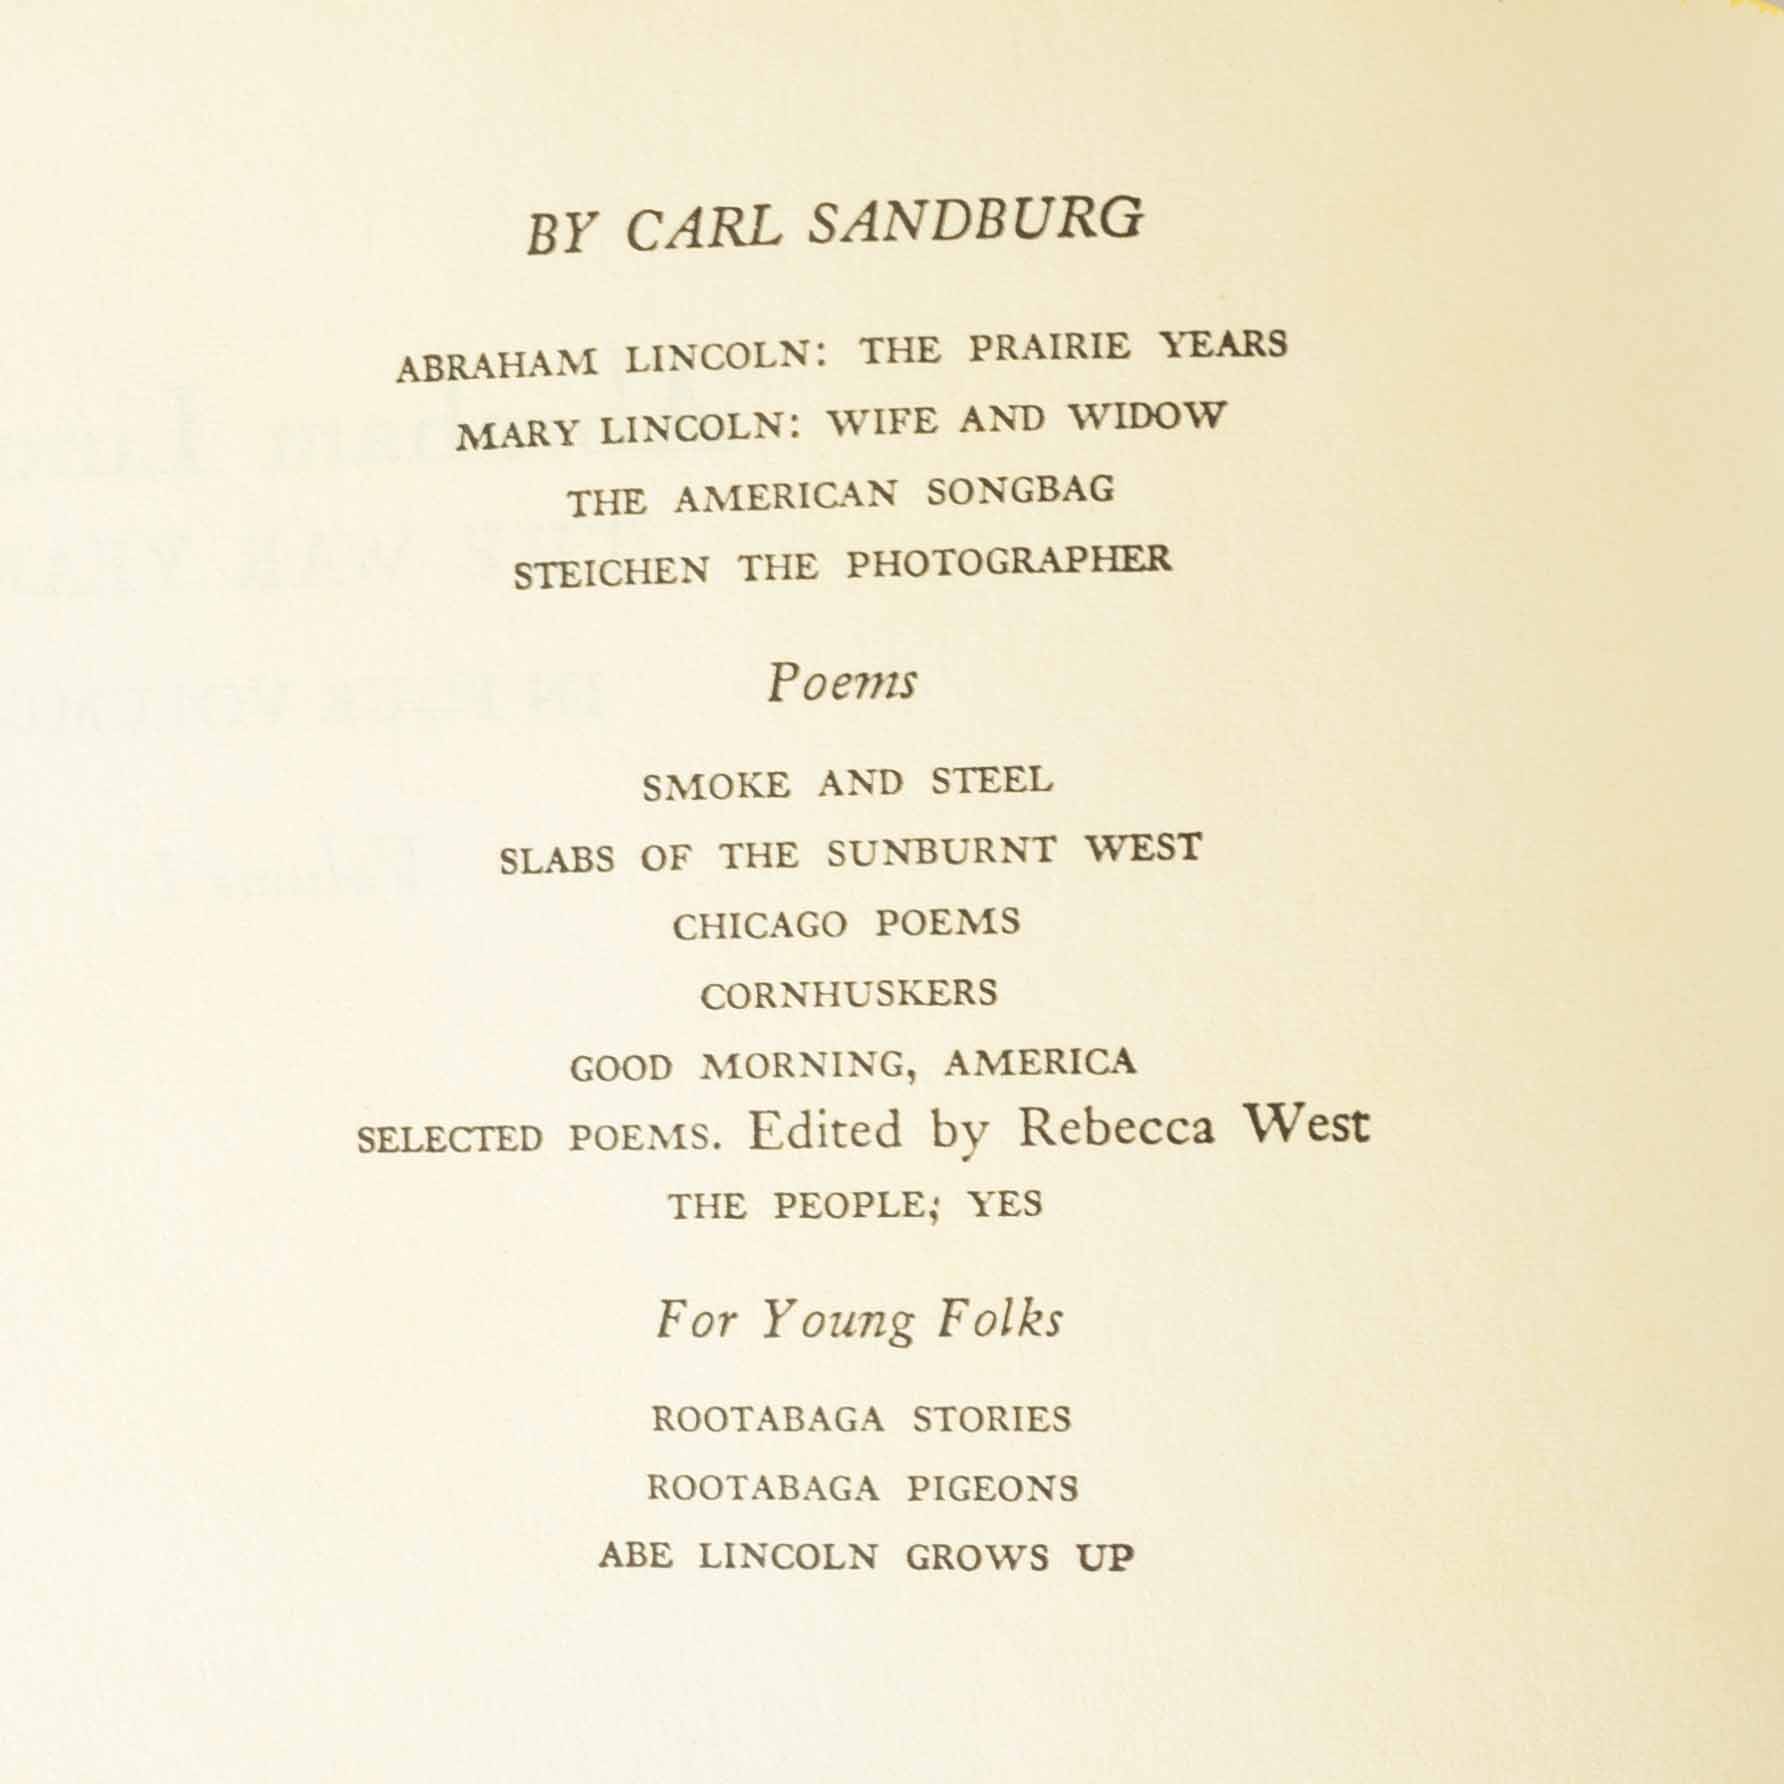 BY CARL SANDBURG
ABRAHAM LINCOLN: THE PRAIRIE YEARS
MARY LINCOLN: WIFE AND WIDOW
THE AMERICAN SONGBAG
STEICHEN THE PHOTOGRAPHER
Poems
SMOKE AND STEEL
SLABS OF THE SUNBURNT WEST
CHICAGO POEMS
CORNHUSKERS
GOOD MORNING, AMERICA
SELECTED POEMS. Edited by Rebecca West
THE PEOPLE; YES
For Young Folks
ROOTABAGA STORIES
ROOTABAGA PIGEONS
ABE LINCOLN GROWS UP